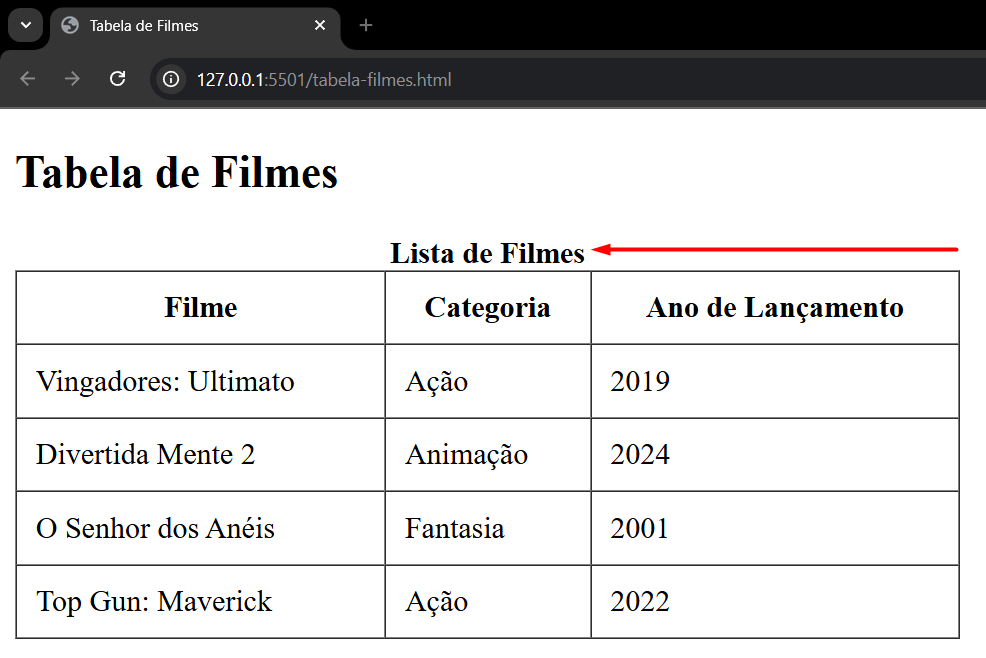 Tabela de Filmes
127.0.0.1:5501/tabela-filmes.html
Tabela de Filmes
Lista de Filmes
Filme Categoria Ano de Lançamento
Vingadores: Ultimato Ação 2019
Divertida Mente 2 Animação 2024
O Senhor dos Anéis Fantasia 2001
Top Gun: Maverick Ação 2022